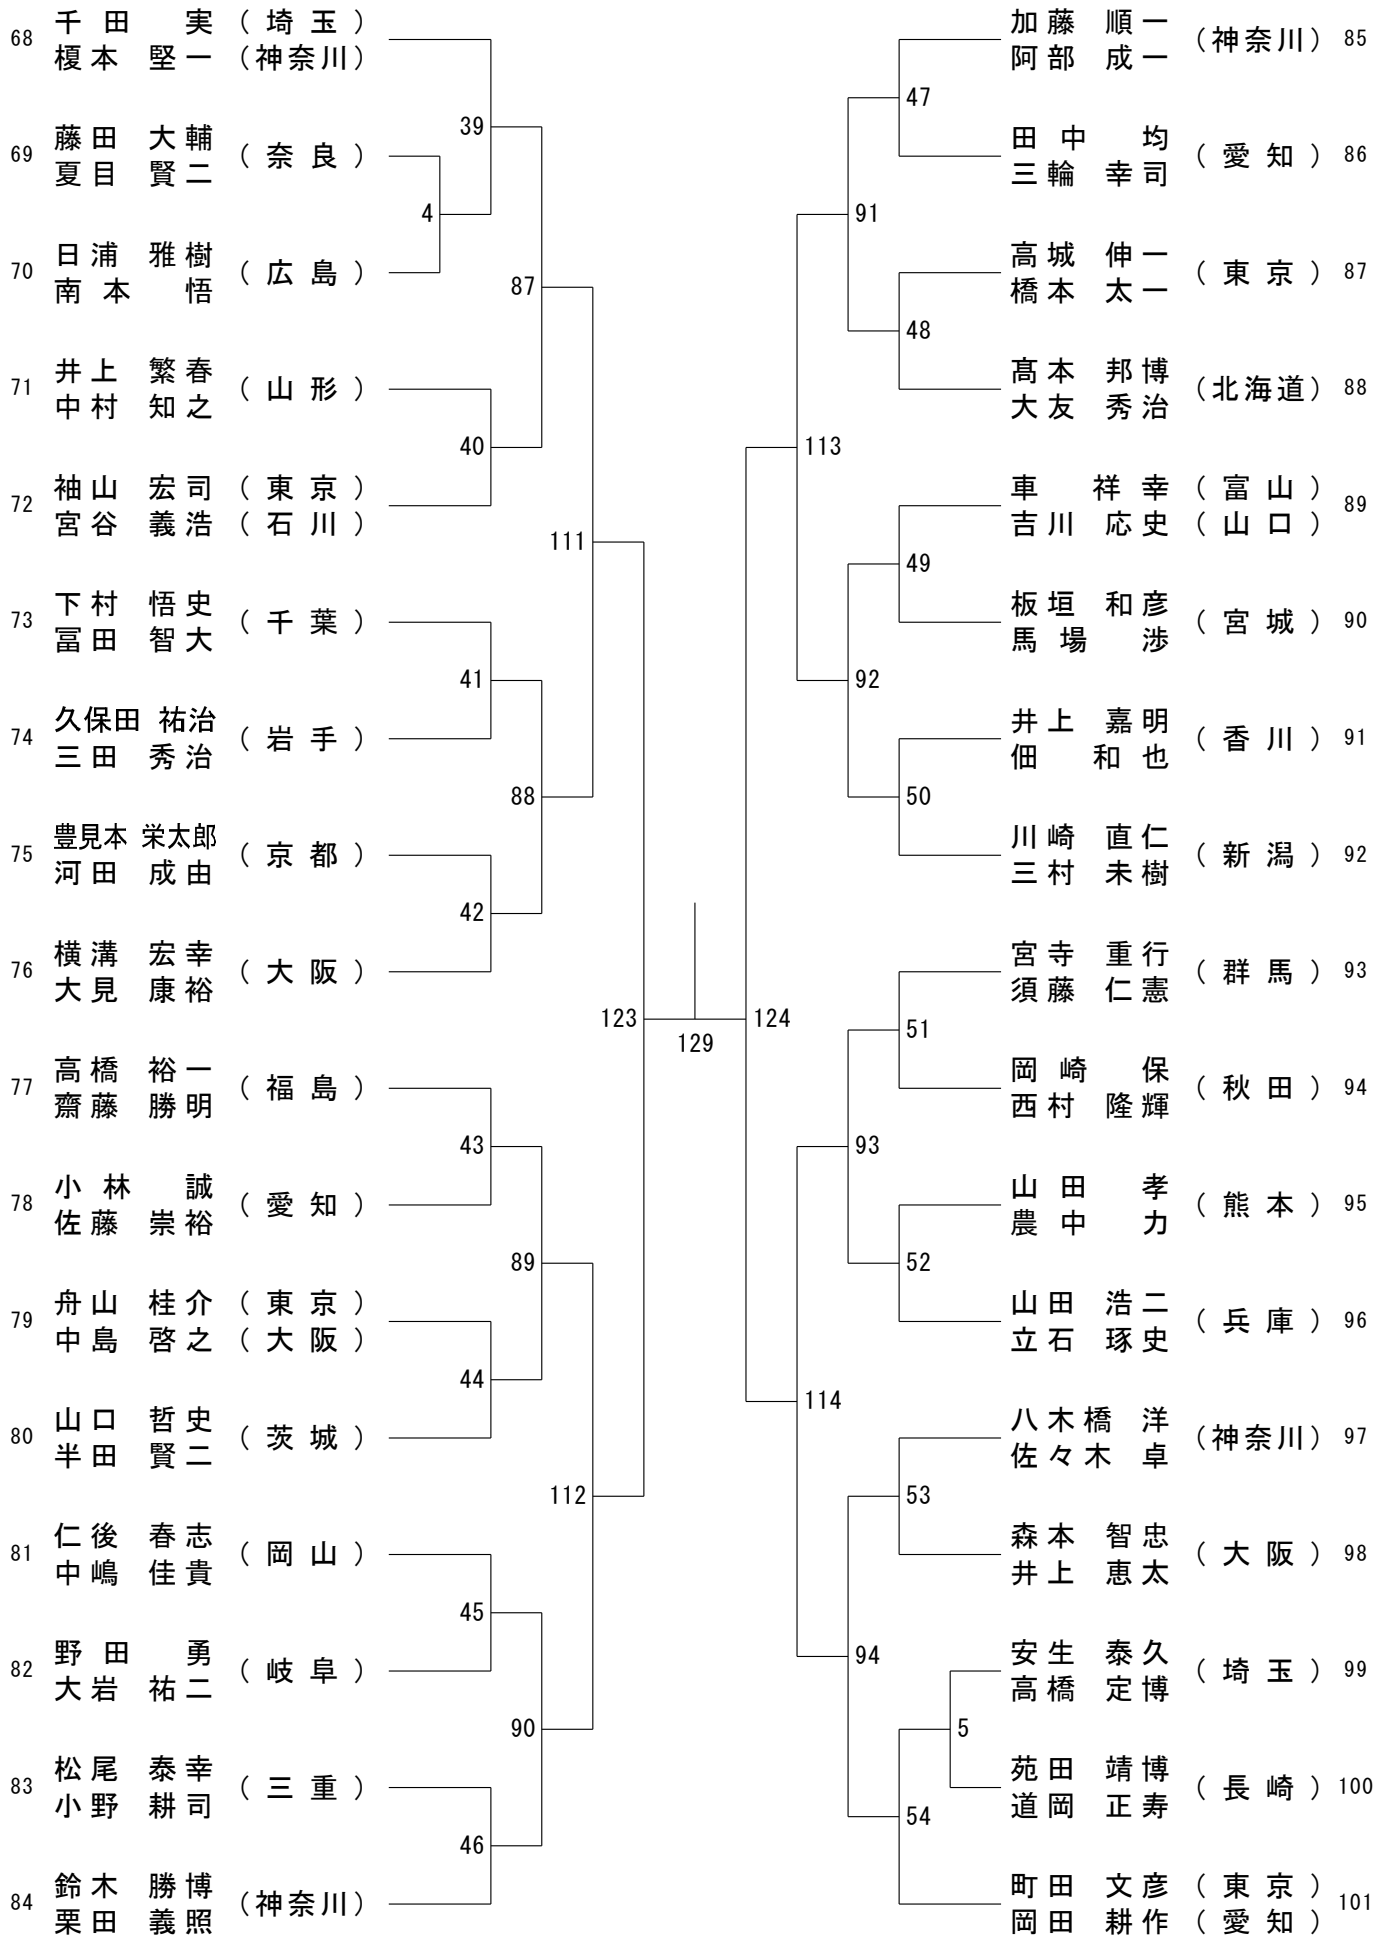 68 千田 実 (埼玉)
榎本 堅一 (神奈川)
69 藤田 大輔 (奈良)
夏目 賢二
70 日浦 雅樹 (広島)
南本 悟
71 井上 繁春 (山形)
中村 知之
72 袖山 宏司 (東京)
宮谷 義浩 (石川)
73 下村 悟史 (千葉)
冨田 智大
74 久保田 祐治 (岩手)
三田 秀治
75 豊見本 栄太郎 (京都)
河田 成由
76 横溝 宏幸 (大阪)
大見 康裕
77 高橋 裕一 (福島)
齋藤 勝明
78 小林 誠 (愛知)
佐藤 崇裕
79 舟山 桂介 (東京)
中島 啓之 (大阪)
80 山口 哲史 (茨城)
半田 賢二
81 仁後 春志 (岡山)
中嶋 佳貴
82 野田 勇 (岐阜)
大岩 祐二
83 松尾 泰幸 (三重)
小野 耕司
84 鈴木 勝博 (神奈川)
栗田 義照
39
4
87
40
111
41
88
42
123
43
89
44
112
45
90
46
129
124
47
91
48
113
49
92
50
51
93
52
114
53
94
5
54
加藤 順一 (神奈川) 85
阿部 成一
田中 均 (愛知) 86
三輪 幸司
高城 伸一 (東京) 87
橋本 太一
髙本 邦博 (北海道) 88
大友 秀治
車 祥幸 (富山) 89
吉川 応史 (山口)
板垣 和彦 (宮城) 90
馬場 渉
井上 嘉明 (香川) 91
佃 和也
川崎 直仁 (新潟) 92
三村 未樹
宮寺 重行 (群馬) 93
須藤 仁憲
岡崎 保 (秋田) 94
西村 隆輝
山田 孝 (熊本) 95
農中 力
山田 浩二 (兵庫) 96
立石 琢史
八木橋 洋 (神奈川) 97
佐々木 卓
森本 智忠 (大阪) 98
井上 恵太
安生 泰久 (埼玉) 99
高橋 定博
苑田 靖博 (長崎) 100
道岡 正寿
町田 文彦 (東京) 101
岡田 耕作 (愛知)